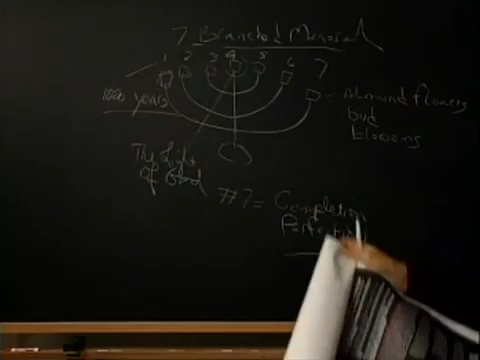 7 Branched Menorah
1 2 3 4 5 6 7
1000 years
Almond flowers
bud
blossoms
The Light
of God
#7 = Completion
Perfection